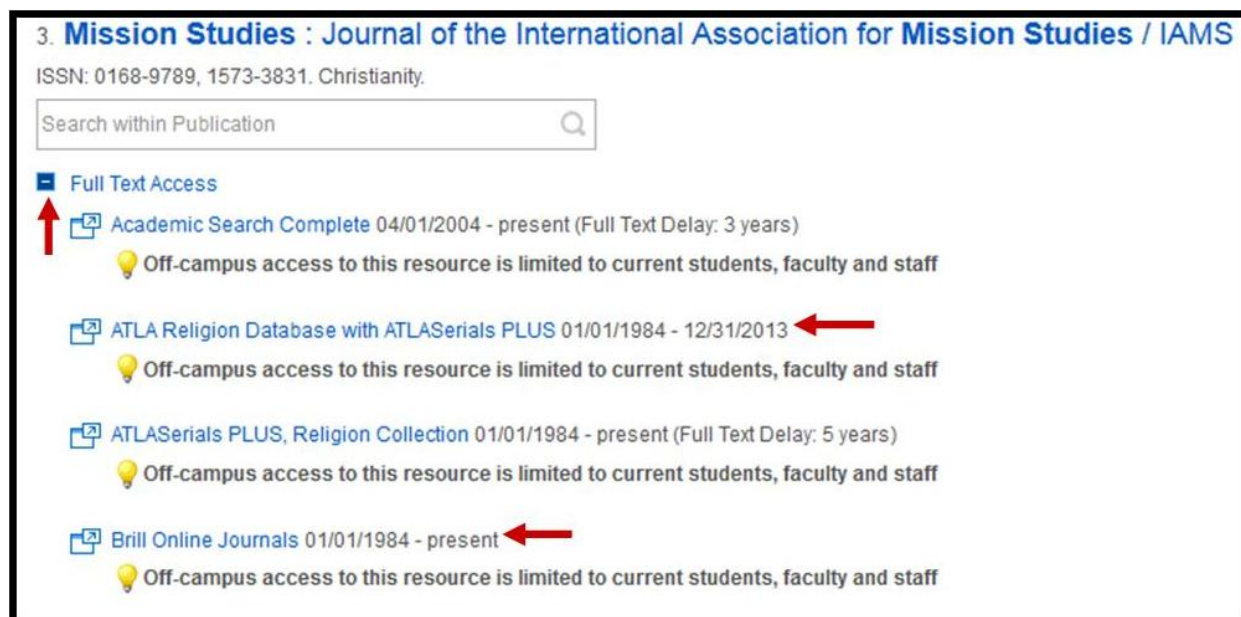 3. Mission Studies : Journal of the International Association for Mission Studies / IAMS
ISSN: 0168-9789, 1573-3831. Christianity.
Search within Publication
Full Text Access
Academic Search Complete 04/01/2004 - present (Full Text Delay: 3 years)
Off-campus access to this resource is limited to current students, faculty and staff
ATLA Religion Database with ATLASerials PLUS 01/01/1984 - 12/31/2013
Off-campus access to this resource is limited to current students, faculty and staff
ATLASerials PLUS, Religion Collection 01/01/1984 - present (Full Text Delay: 5 years)
Off-campus access to this resource is limited to current students, faculty and staff
Brill Online Journals 01/01/1984 - present
Off-campus access to this resource is limited to current students, faculty and staff